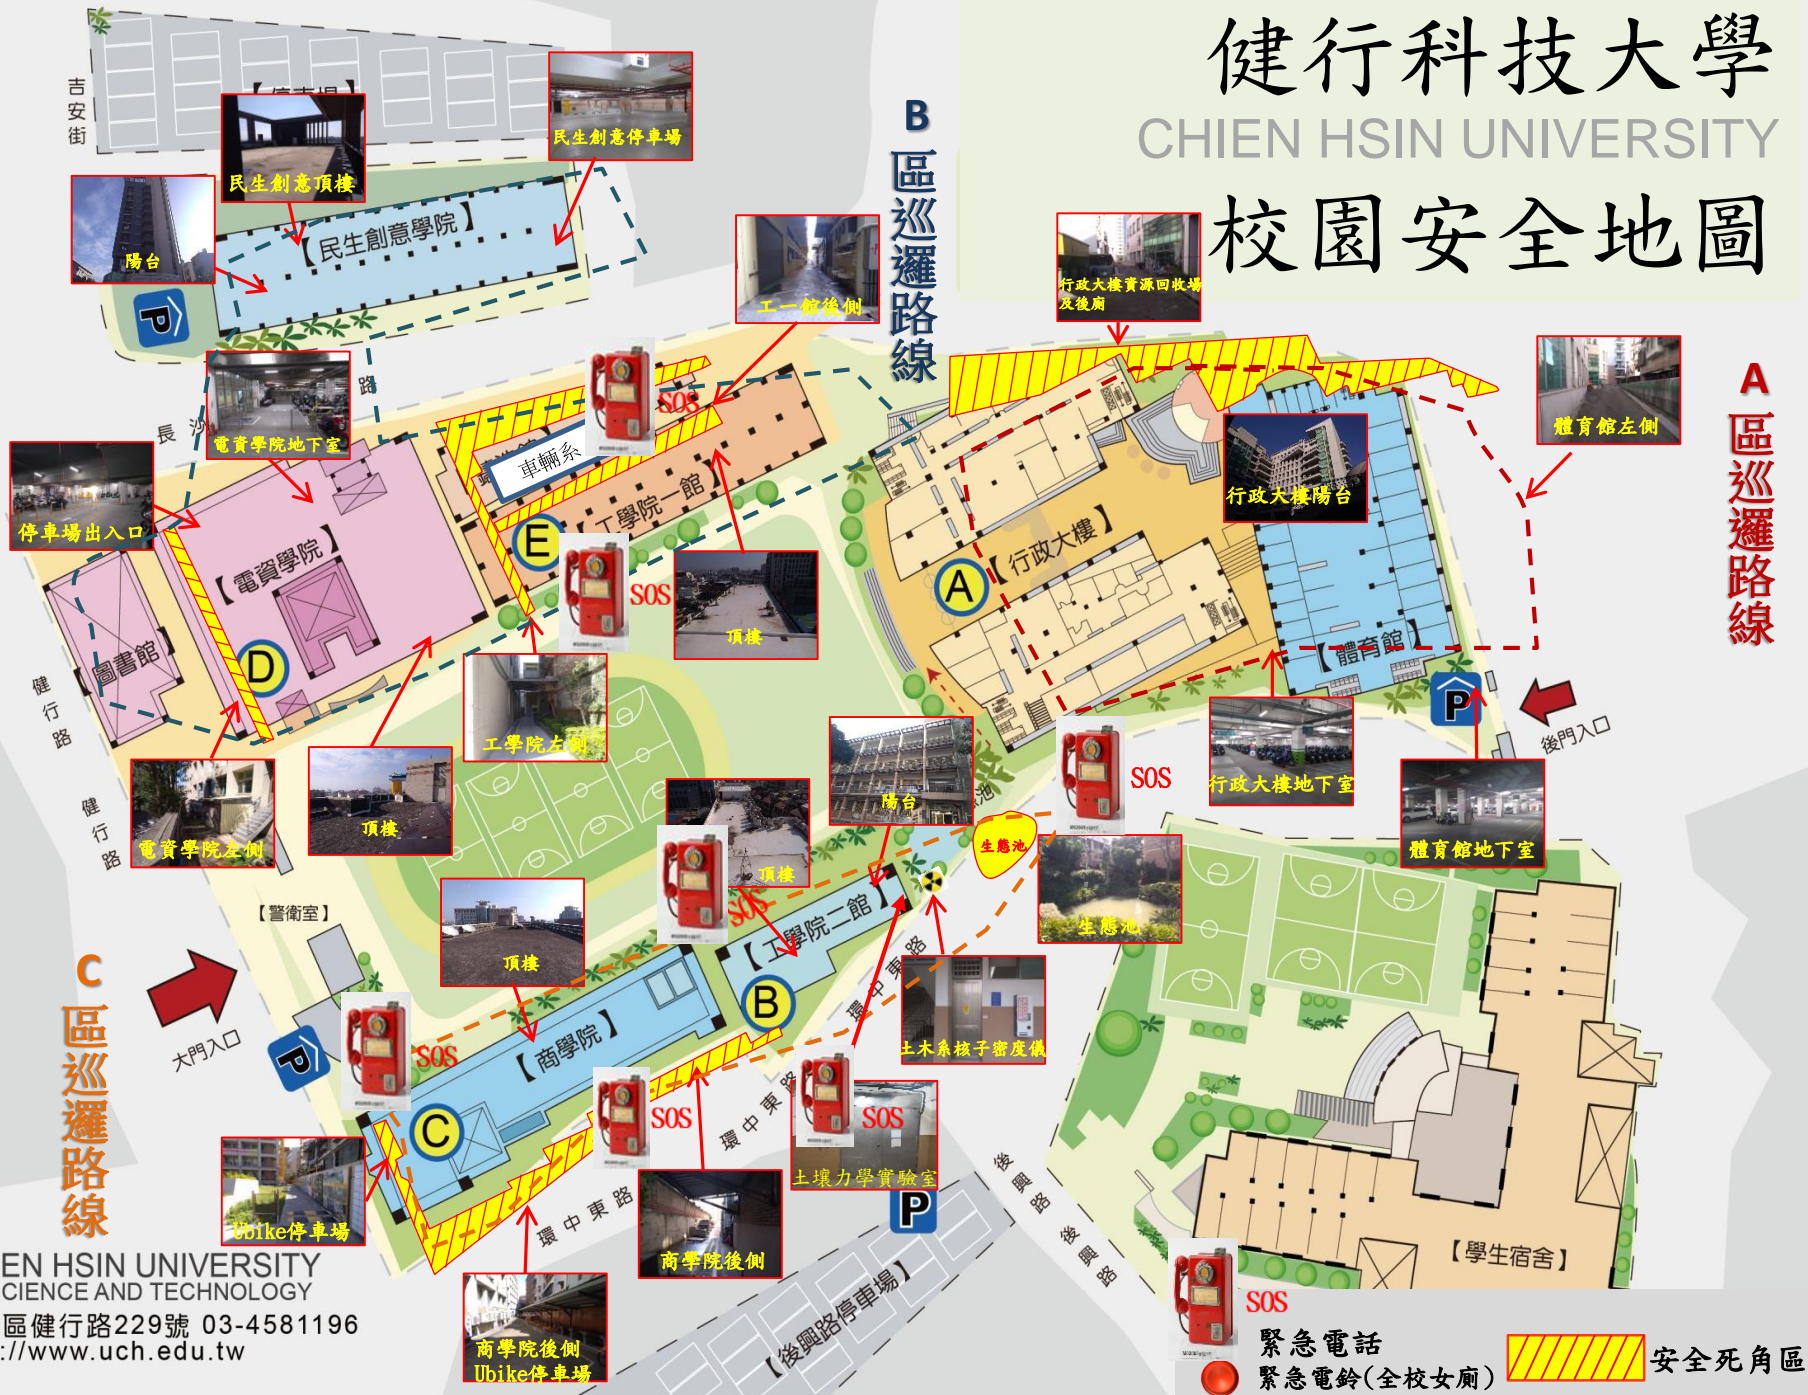 健行科技大學
CHIEN HSIN UNIVERSITY
校園安全地圖
吉安街
【停車場】
民生創意停車場
民生創意頂樓
陽台
【民生創意學院】
P
B區巡邏路線
工一館後側
行政大樓資源回收場
及後廁
體育館左側
A區巡邏路線
長沙
路
電資學院地下室
停車場出入口
SOS
車輛系
【工學院一館】
E
SOS
頂樓
【電資學院】
【圖書館】
D
A
【行政大樓】
行政大樓陽台
【體育館】
P
後門入口
健行路
健行路
電資學院左側
頂樓
工學院左側
頂樓
陽台
池
生態池
SOS
生態池
行政大樓地下室
體育館地下室
【警衛室】
大門入口
P
C區巡邏路線
頂樓
SOS
【工學院二館】
B
環中東路
土木系核子密度儀
【商學院】
SOS
C
SOS
SOS
環中東路
土壤力學實驗室
P
Ubike停車場
環中東路
商學院後側
商學院後側
Ubike停車場
【後興路停車場】
後興路
後興路
【學生宿舍】
EN HSIN UNIVERSITY
CIENCE AND TECHNOLOGY
區健行路229號 03-4581196
://www.uch.edu.tw
SOS
緊急電話
緊急電鈴(全校女廁)
安全死角區